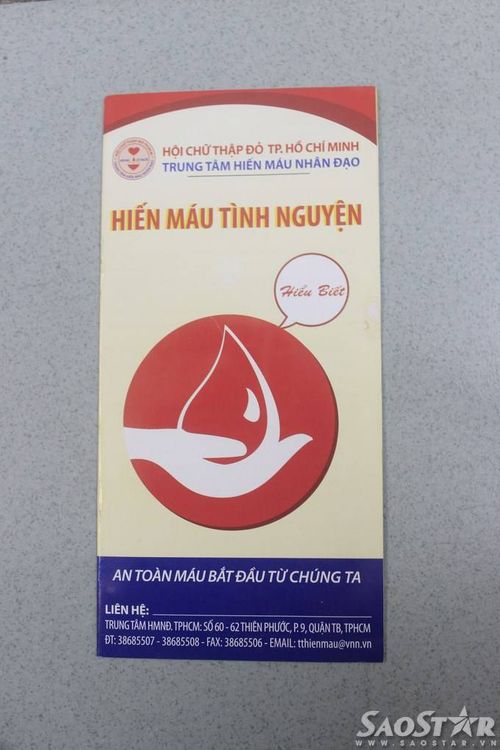 HỘI CHỮ THẬP ĐỎ TP. HỒ CHÍ MINH
TRUNG TÂM HIẾN MÁU NHÂN ĐẠO
HIẾN MÁU TÌNH NGUYỆN
Hiểu Biết
AN TOÀN MÁU BẮT ĐẦU TỪ CHÚNG TA
LIÊN HỆ:
TRUNG TÂM HMNĐ. TPHCM: SỐ 60 - 62 THIÊN PHƯỚC, P. 9, QUẬN TB, TPHCM
ĐT: 38685507 - 38685508 - FAX: 38685506 - EMAIL: tthienmau@vnn.vn
SAOSTAR
WWW.SAOSTAR.VN